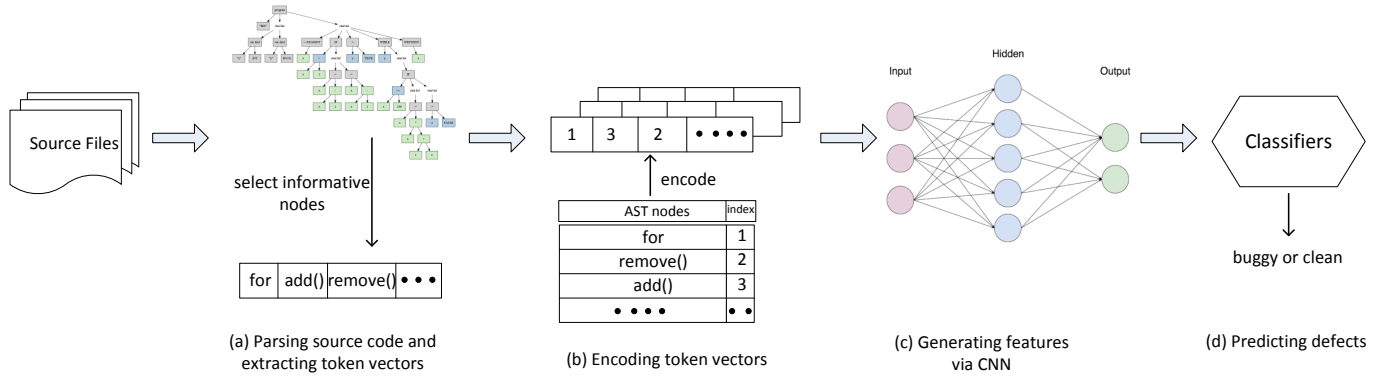 Source Files
select informative
nodes
for add() remove() • • •
(a) Parsing source code and
extracting token vectors
1 3 2 • • • •
encode
AST nodes index
for 1
remove() 2
add() 3
• • • • • •
(b) Encoding token vectors
Input
Hidden
Output
(c) Generating features
via CNN
Classifiers
buggy or clean
(d) Predicting defects